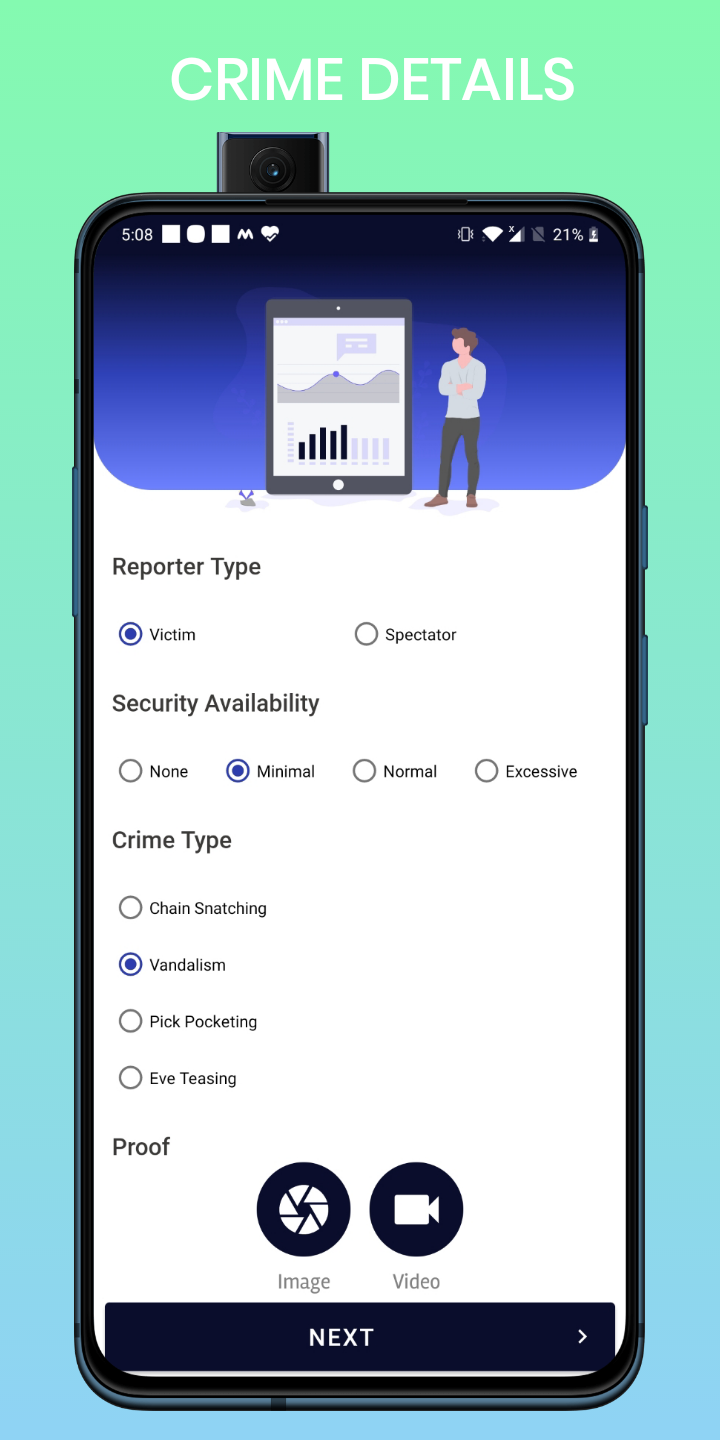 CRIME DETAILS
5:08 21%
Reporter Type
Victim Spectator
Security Availability
None Minimal Normal Excessive
Crime Type
Chain Snatching
Vandalism
Pick Pocketing
Eve Teasing
Proof
Image Video
NEXT